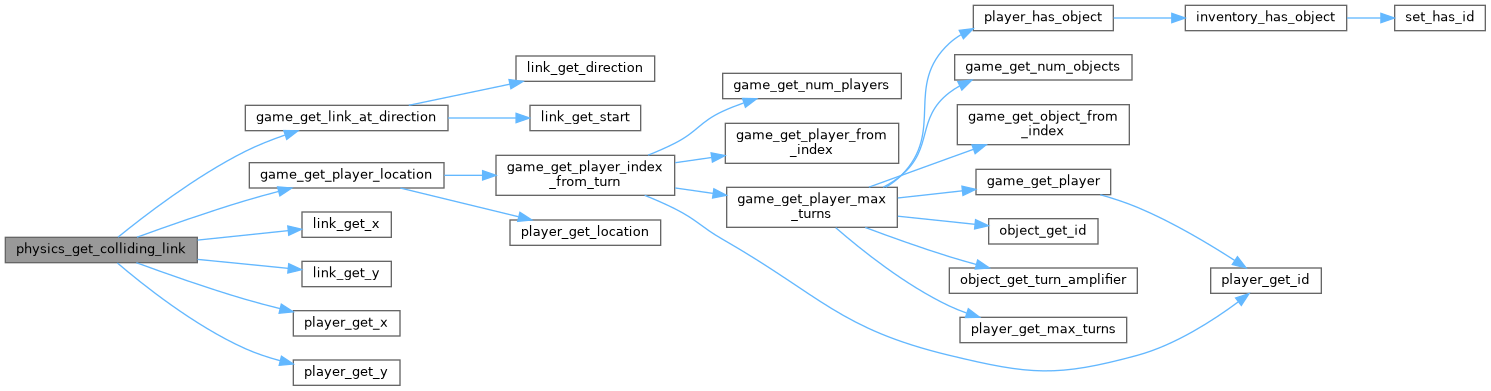 physics_get_colliding_link
game_get_link_at_direction
link_get_direction
link_get_start
game_get_player_location
game_get_player_index
_from_turn
game_get_num_players
game_get_player_from
_index
game_get_player_max
_turns
player_has_object
inventory_has_object
set_has_id
game_get_num_objects
game_get_object_from
_index
game_get_player
player_get_id
object_get_id
object_get_turn_amplifier
player_get_max_turns
player_get_location
link_get_x
link_get_y
player_get_x
player_get_y